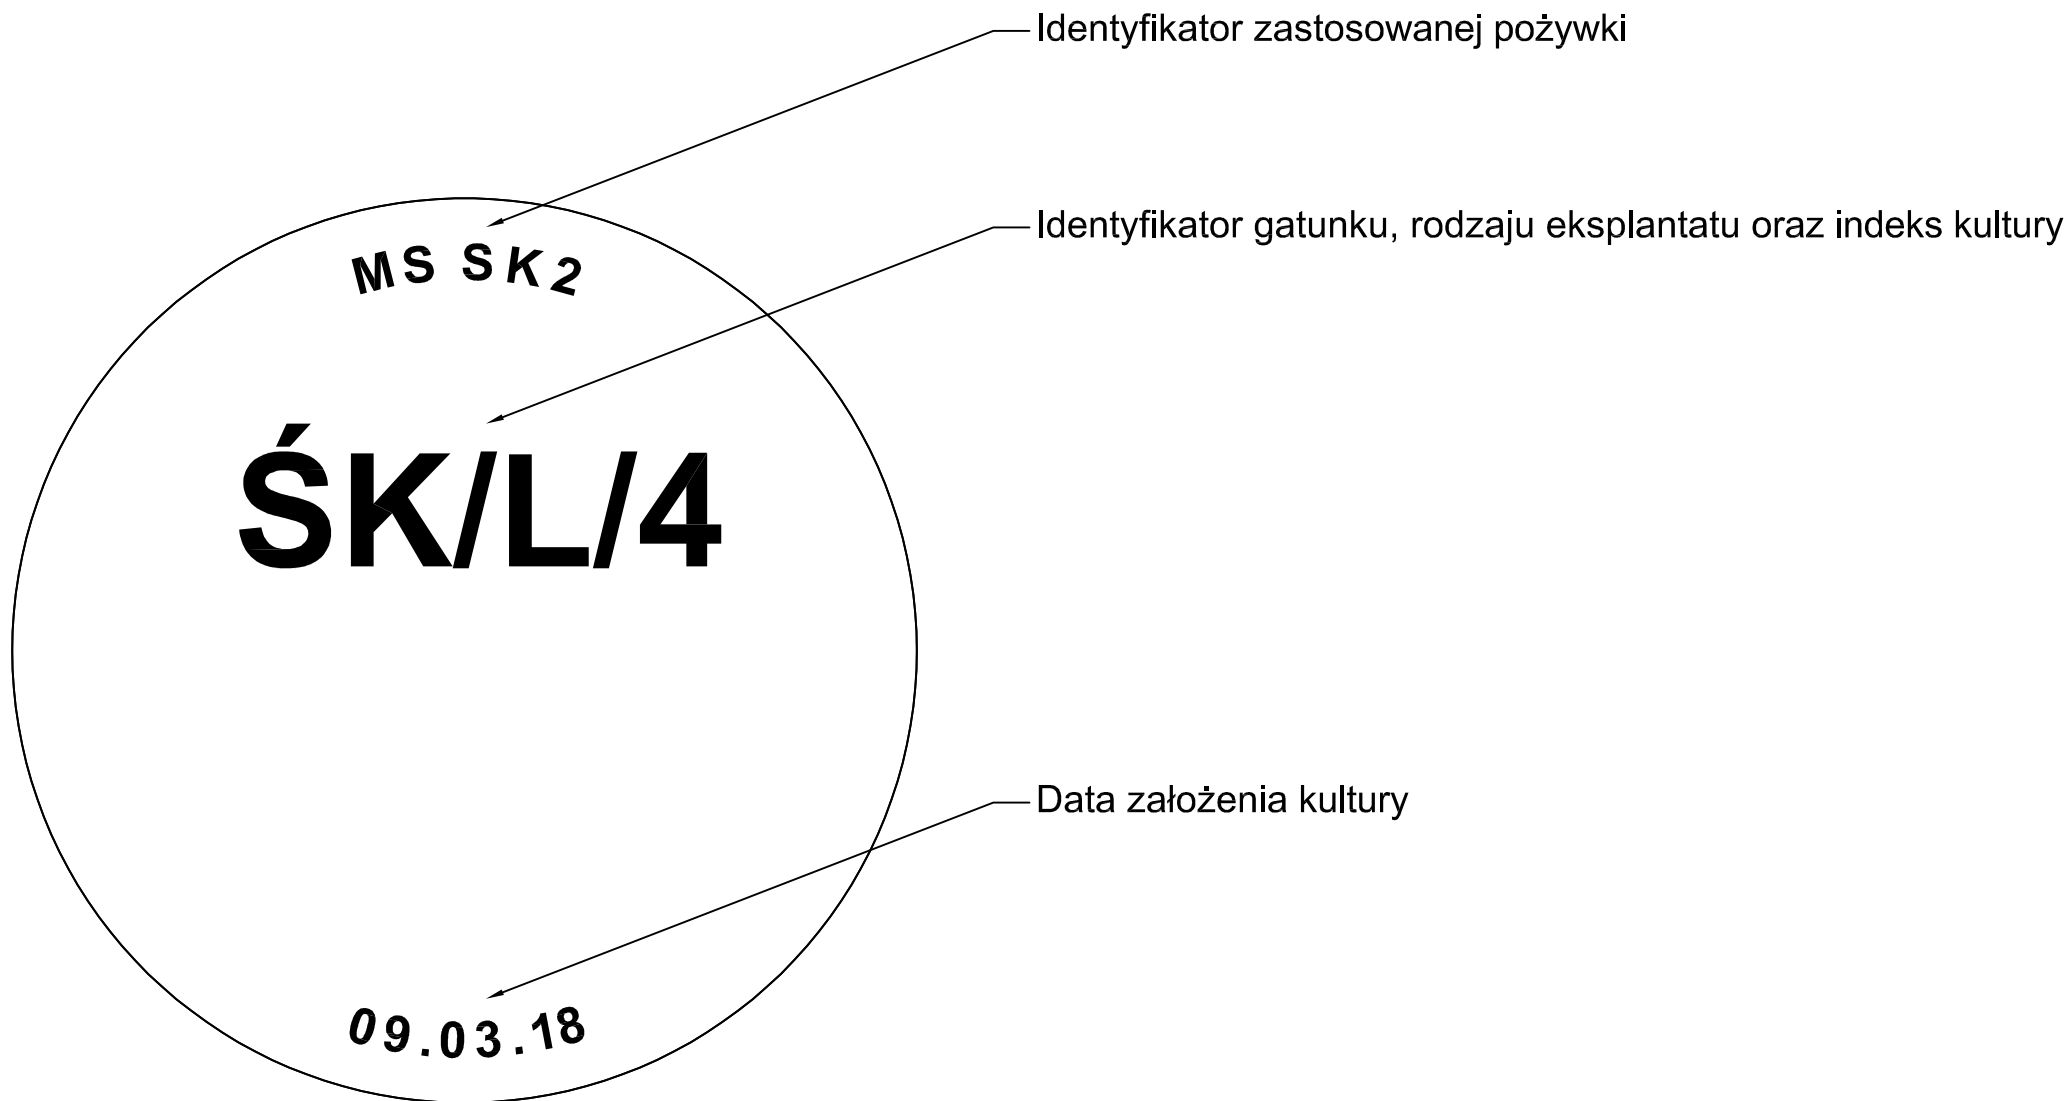 Identyfikator zastosowanej pożywki
Identyfikator gatunku, rodzaju eksplantatu oraz indeks kultury
MS SK2
ŚK/L/4
Data założenia kultury
09.03.18